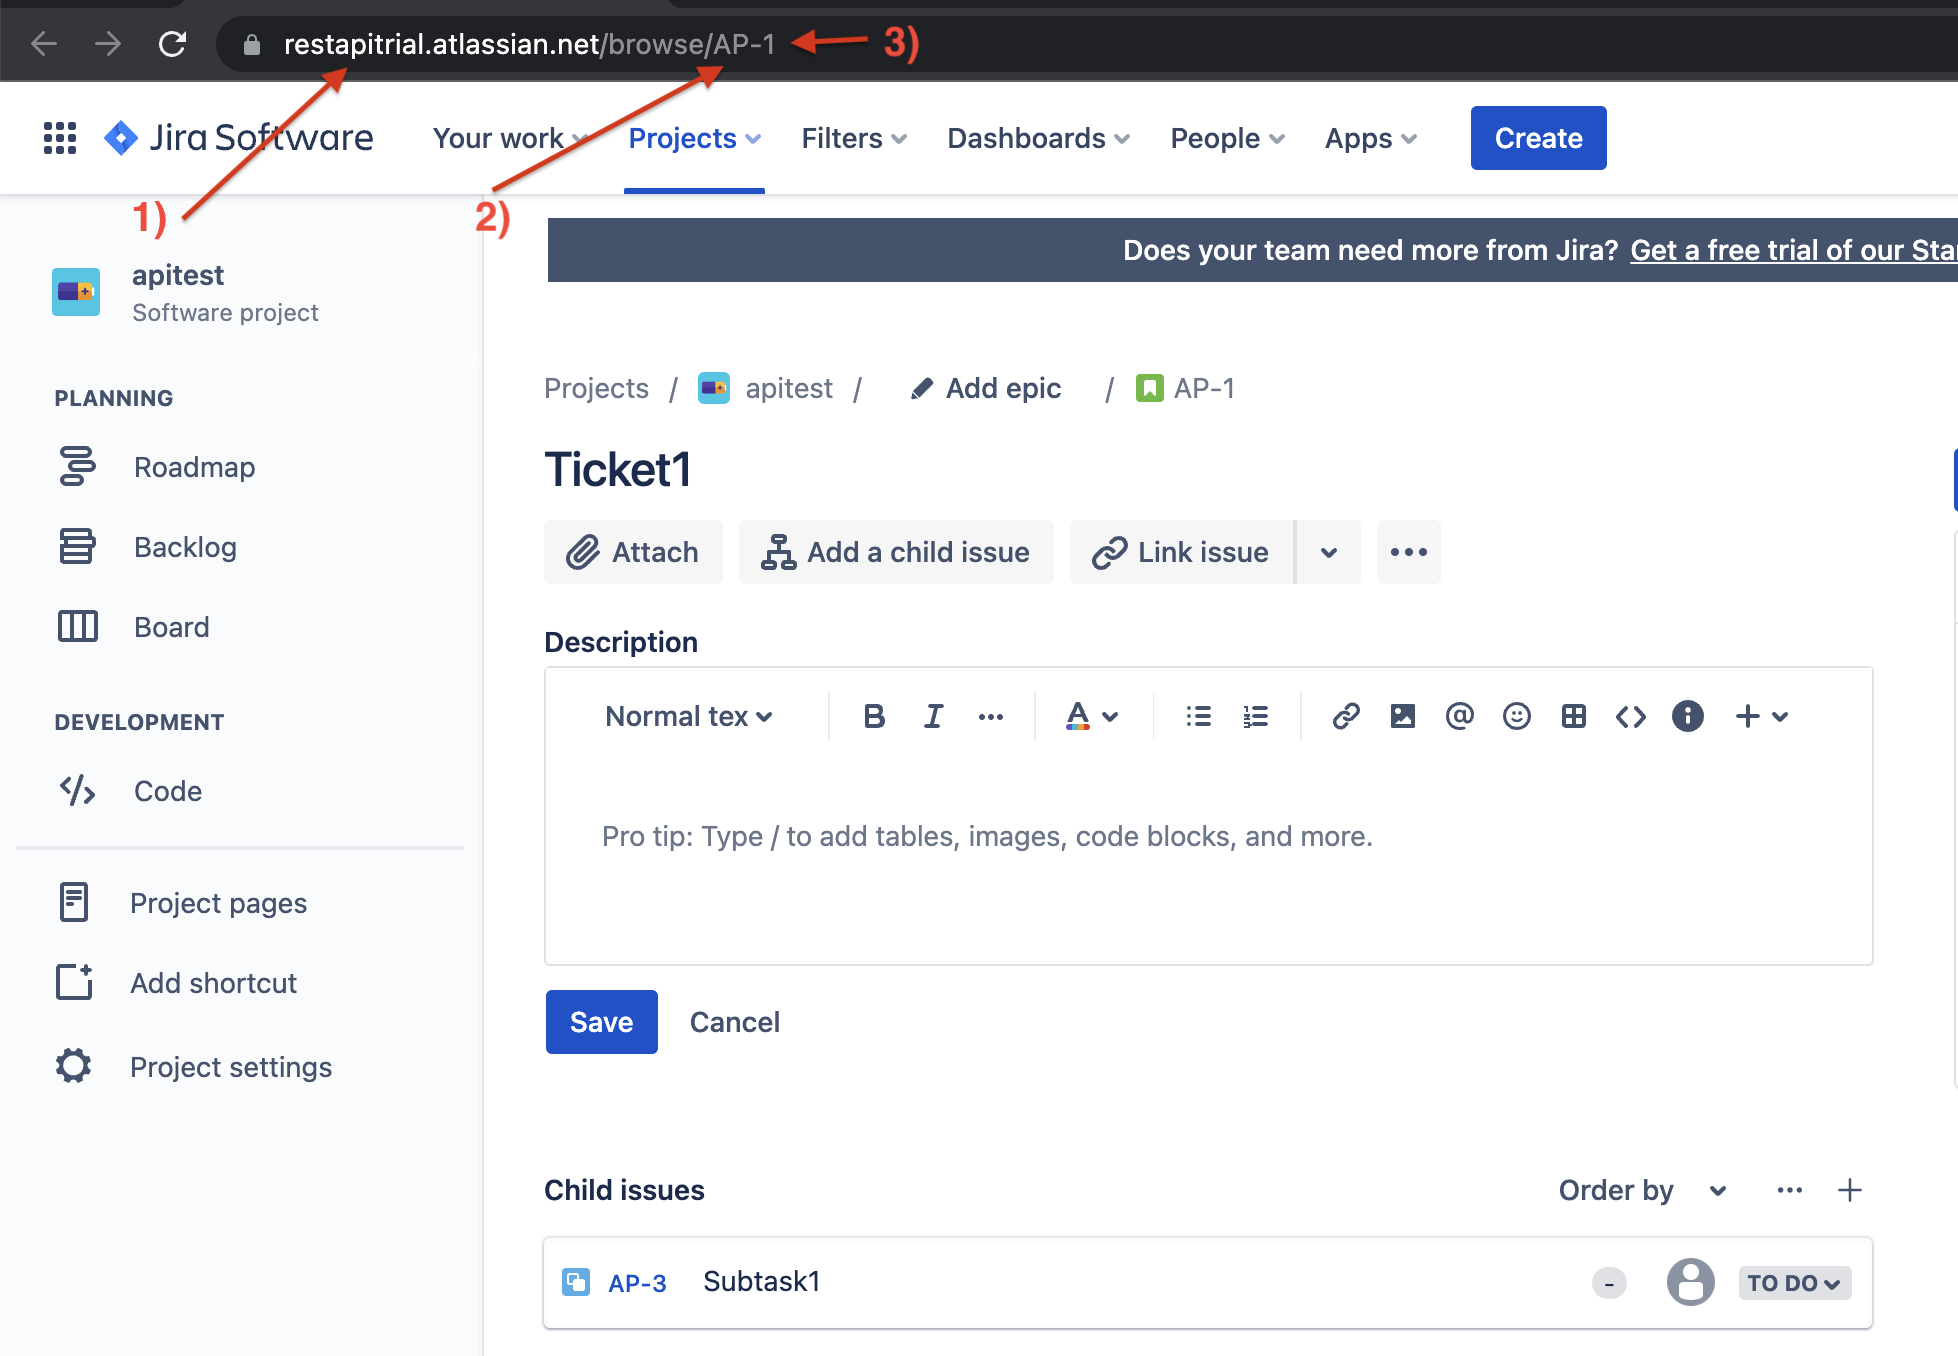 restapitrial.atlassian.net/browse/AP-1 3)
Jira Software Your work Projects Filters Dashboards People Apps Create
1) 2)
apitest
Software project
PLANNING
Roadmap
Backlog
Board
DEVELOPMENT
Code
Project pages
Add shortcut
Project settings
Does your team need more from Jira? Get a free trial of our Sta
Projects / apitest / Add epic / AP-1
Ticket1
Attach Add a child issue Link issue
Description
Normal tex B I A @
Pro tip: Type / to add tables, images, code blocks, and more.
Save Cancel
Child issues Order by
AP-3 Subtask1 - TO DO